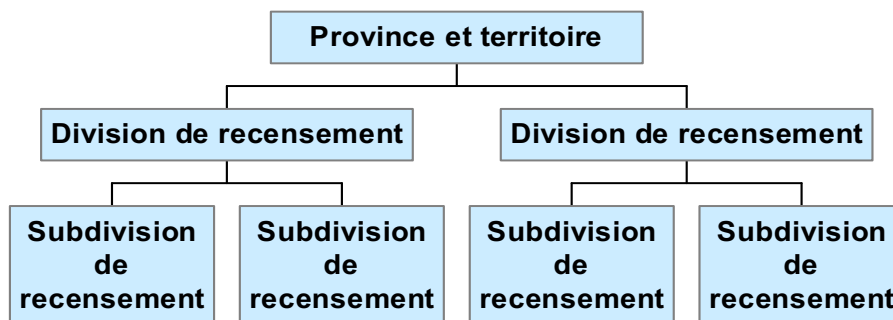 Province et territoire
Division de recensement
Division de recensement
Subdivision
de
recensement
Subdivision
de
recensement
Subdivision
de
recensement
Subdivision
de
recensement